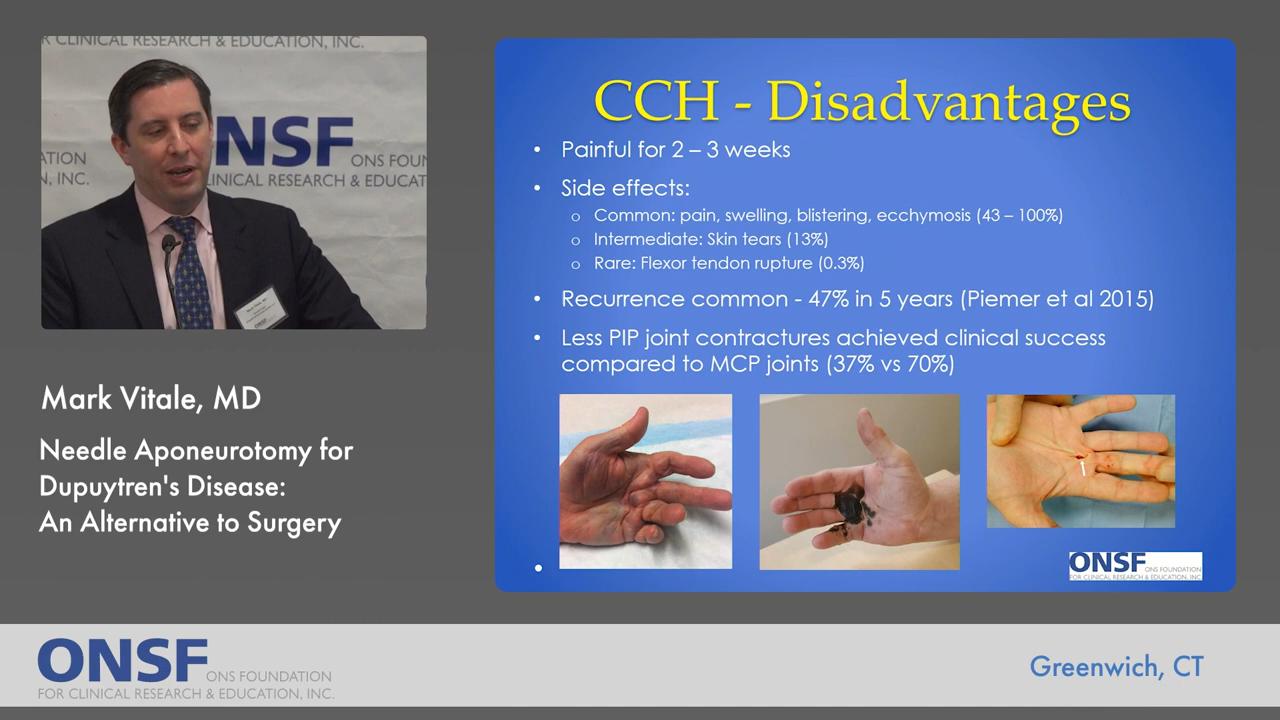 R CLINICAL RESEARCH & EDUCATION, INC.
NSF
ATION
ONS FOUN
N, INC.
LINICAL RESEARCH & EDUCAT
Mark Vitale, MD
Needle Aponeurotomy for
Dupuytren's Disease:
An Alternative to Surgery
CCH - Disadvantages
• Painful for 2 – 3 weeks
• Side effects:
o Common: pain, swelling, blistering, ecchymosis (43 – 100%)
o Intermediate: Skin tears (13%)
o Rare: Flexor tendon rupture (0.3%)
• Recurrence common - 47% in 5 years (Piemer et al 2015)
• Less PIP joint contractures achieved clinical success
compared to MCP joints (37% vs 70%)
•
ONSF ONS FOUNDATION
FOR CLINICAL RESEARCH & EDUCATION, INC.
ONSF ONS FOUNDATION
FOR CLINICAL RESEARCH & EDUCATION, INC.
Greenwich, CT